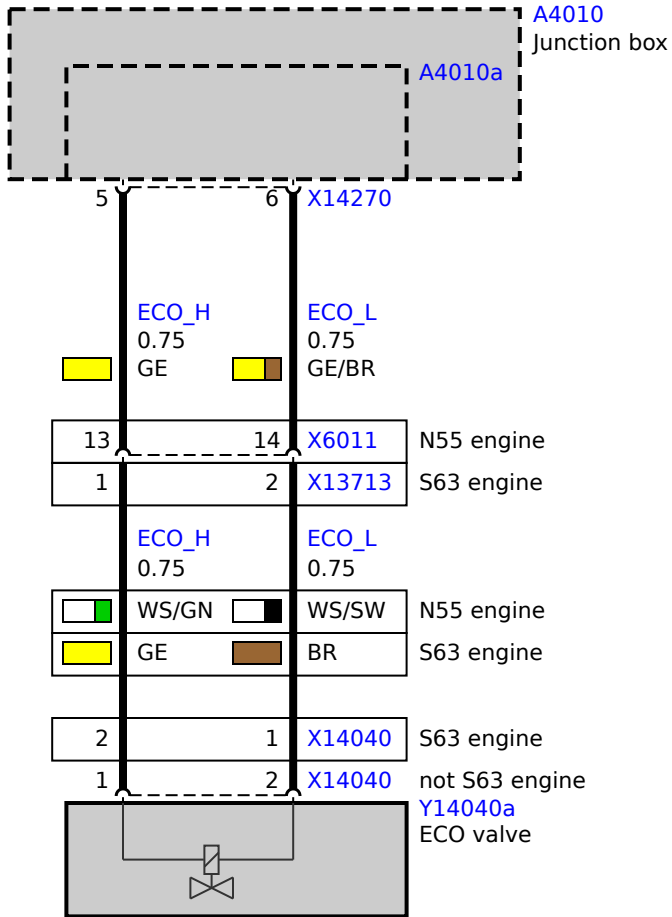 A4010
Junction box
A4010a
5 6 X14270
ECO_H ECO_L
0.75 0.75
GE GE/BR
13 14 X6011 N55 engine
1 2 X13713 S63 engine
ECO_H ECO_L
0.75 0.75
WS/GN WS/SW N55 engine
GE BR S63 engine
2 1 X14040 S63 engine
1 2 X14040 not S63 engine
Y14040a
ECO valve